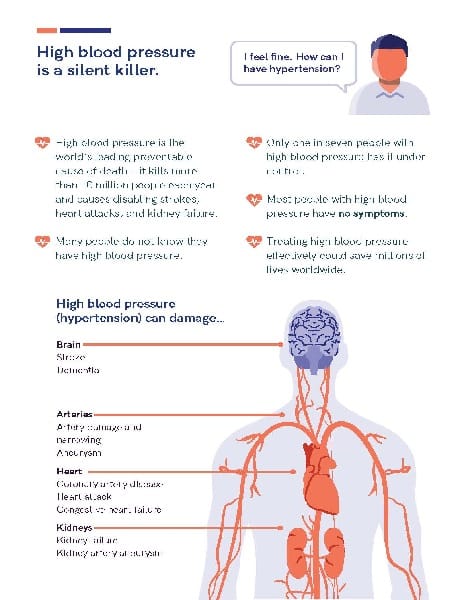 High blood pressure
is a silent killer.
I feel fine. How can I
have hypertension?
High blood pressure is the
world's leading preventable
cause of death - it kills more
than 10 million people each year
and causes disabling strokes,
heart attacks, and kidney failure.
Many people do not know they
have high blood pressure.
Only one in seven people with
high blood pressure has it under
control.
Most people with high blood
pressure have no symptoms.
Treating high blood pressure
effectively could save millions of
lives worldwide.
High blood pressure
(hypertension) can damage...
Brain
Stroke
Dementia
Arteries
Artery damage and
narrowing
Aneurysm
Heart
Coronary artery disease
Heart attack
Congestive heart failure
Kidneys
Kidney failure
Kidney artery aneurysm